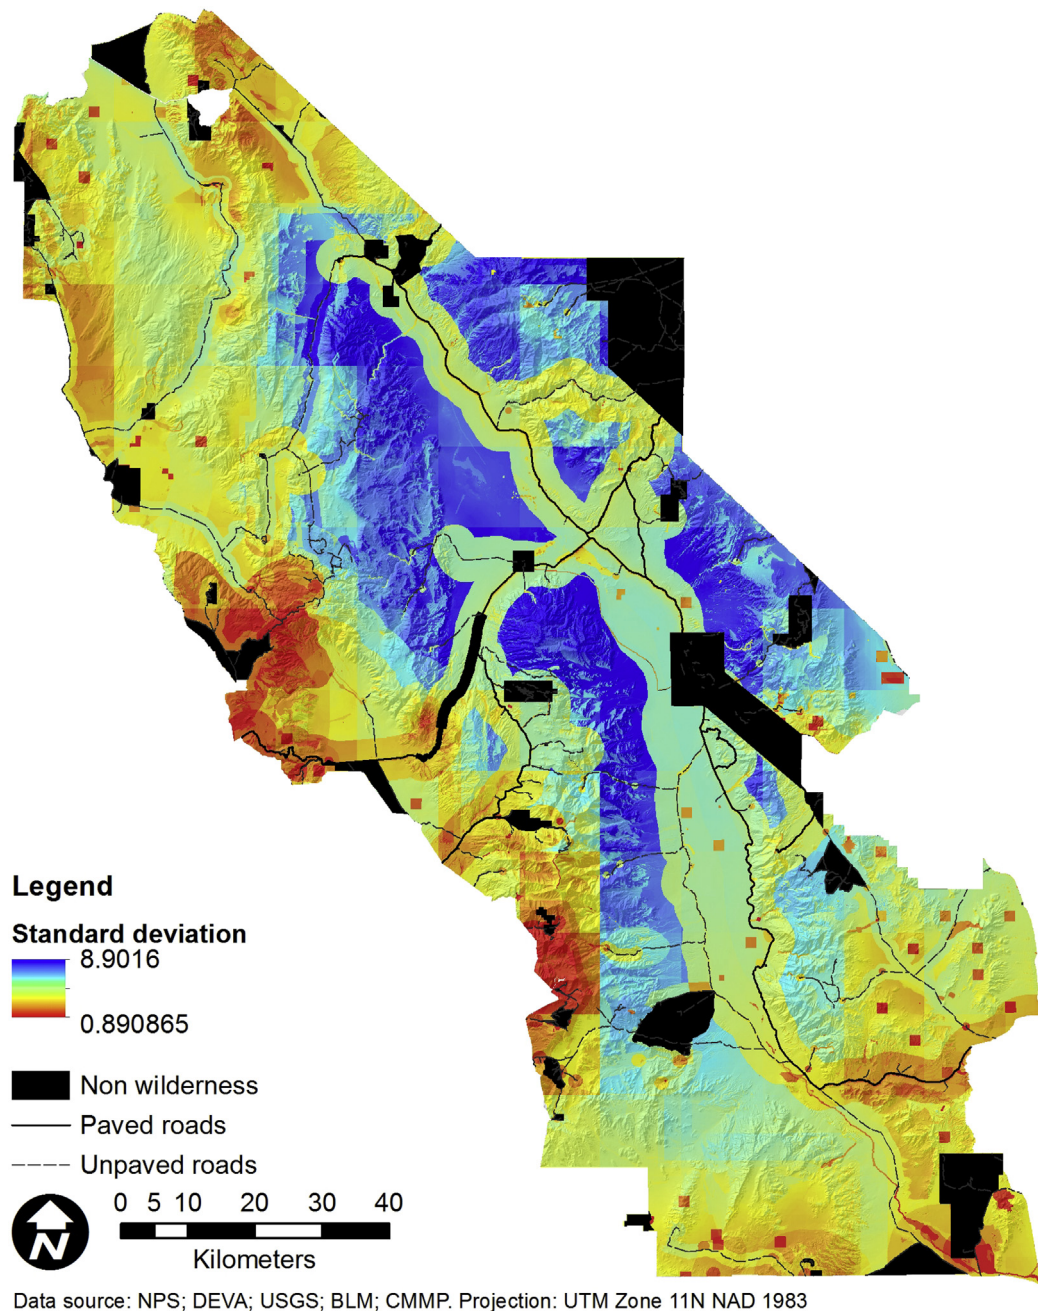 Legend
Standard deviation
8.9016
0.890865
Non wilderness
Paved roads
Unpaved roads
N
0 5 10 20 30 40
Kilometers
Data source: NPS; DEVA; USGS; BLM; CMMP. Projection: UTM Zone 11N NAD 1983